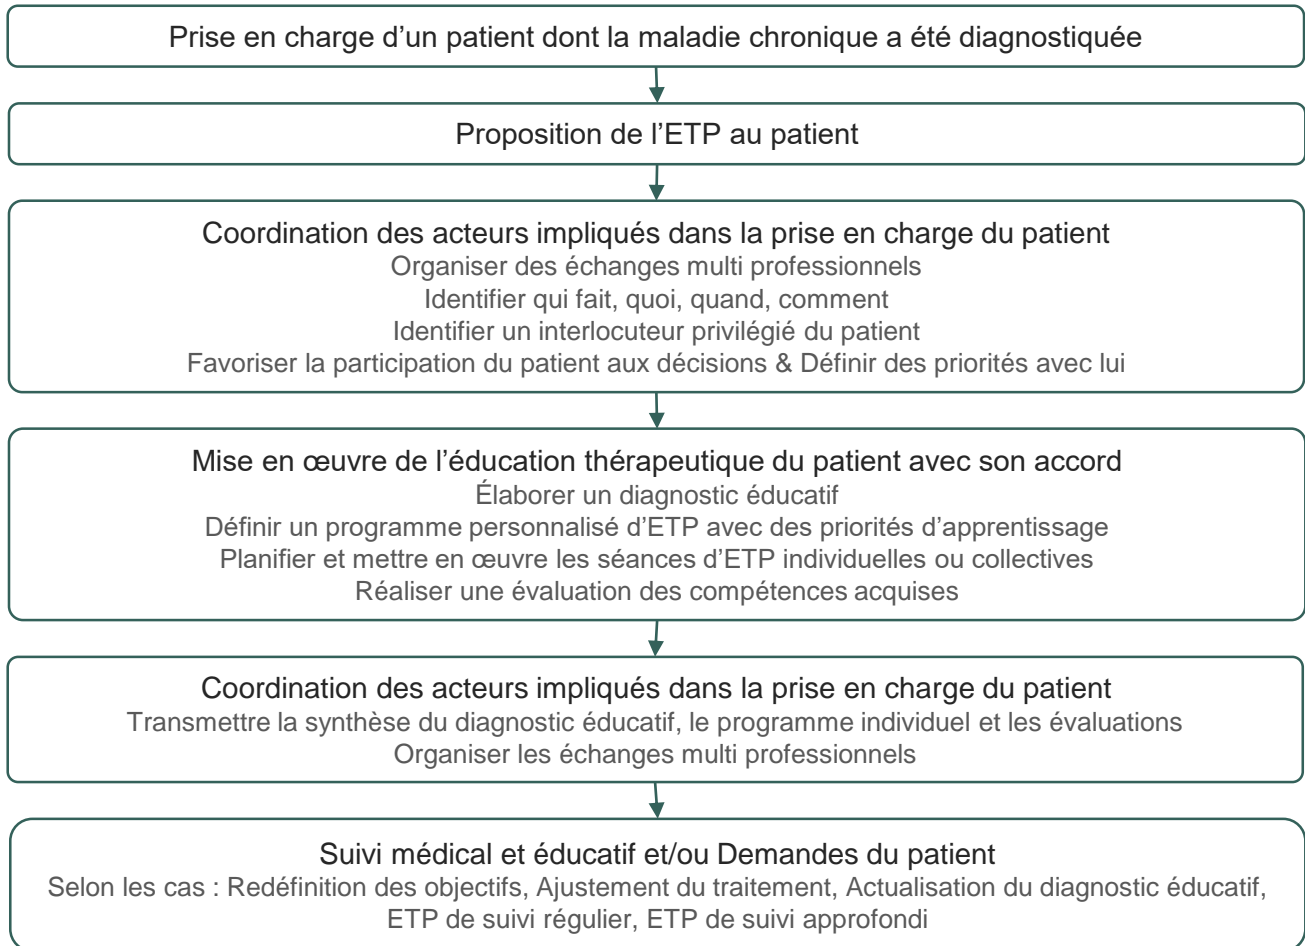 Prise en charge d’un patient dont la maladie chronique a été diagnostiquée
Proposition de l’ETP au patient
Coordination des acteurs impliqués dans la prise en charge du patient
Organiser des échanges multi professionnels
Identifier qui fait, quoi, quand, comment
Identifier un interlocuteur privilégié du patient
Favoriser la participation du patient aux décisions & Définir des priorités avec lui
Mise en œuvre de l’éducation thérapeutique du patient avec son accord
Élaborer un diagnostic éducatif
Définir un programme personnalisé d’ETP avec des priorités d’apprentissage
Planifier et mettre en œuvre les séances d’ETP individuelles ou collectives
Réaliser une évaluation des compétences acquises
Coordination des acteurs impliqués dans la prise en charge du patient
Transmettre la synthèse du diagnostic éducatif, le programme individuel et les évaluations
Organiser les échanges multi professionnels
Suivi médical et éducatif et/ou Demandes du patient
Selon les cas : Redéfinition des objectifs, Ajustement du traitement, Actualisation du diagnostic éducatif,
ETP de suivi régulier, ETP de suivi approfondi